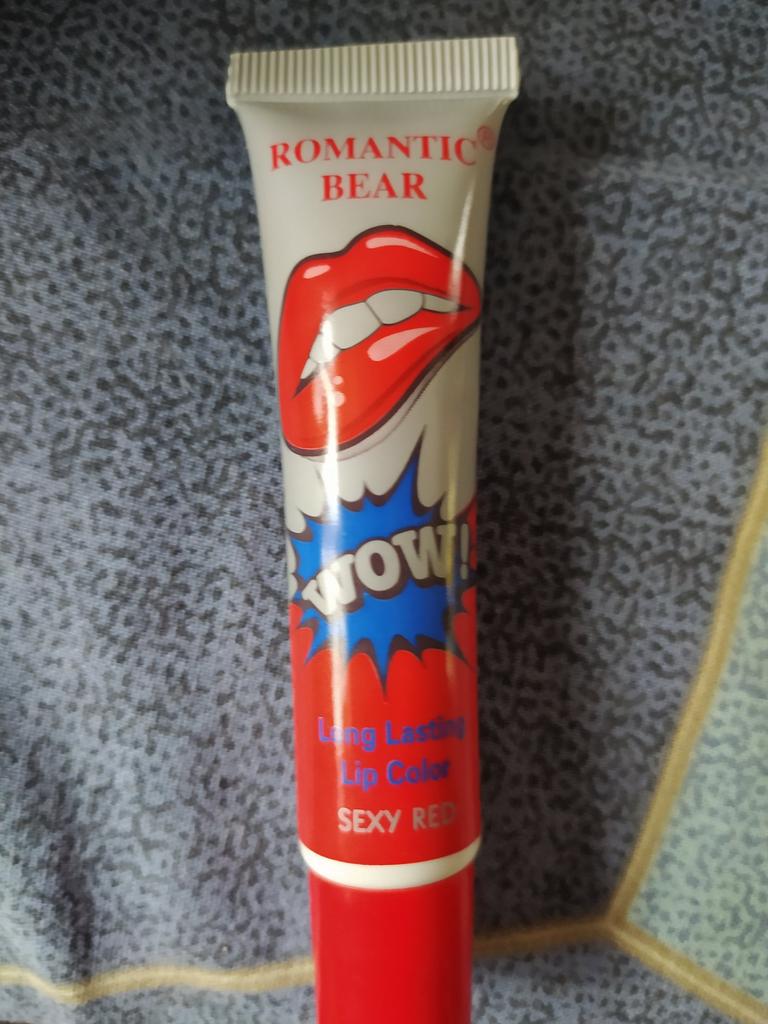 ROMANTIC®
BEAR
WOW!
Long Lasting
Lip Color
SEXY RED